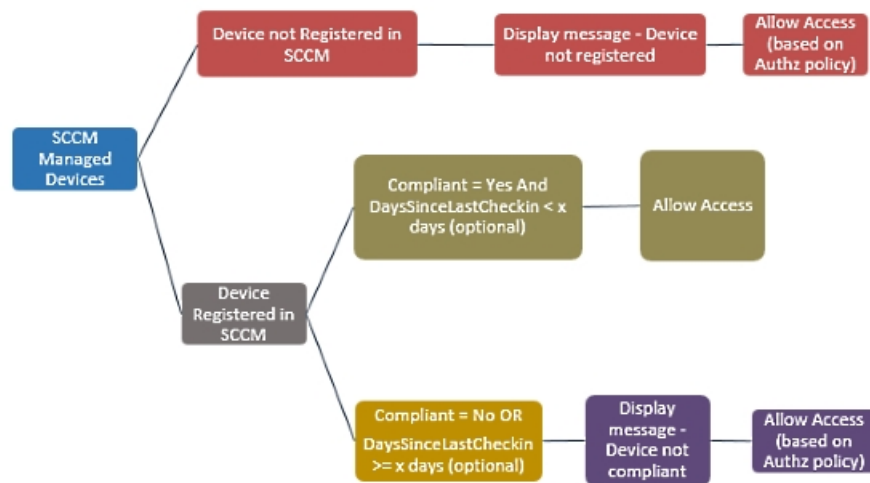 Device not Registered in
SCCM
Display message - Device
not registered
Allow Access
(based on
Authz policy)
SCCM
Managed
Devices
Compliant = Yes And
DaysSinceLastCheckin < x
days (optional)
Allow Access
Device
Registered in
SCCM
Compliant = No OR
DaysSinceLastCheckin
>= x days (optional)
Display
message -
Device not
compliant
Allow Access
(based on
Authz policy)